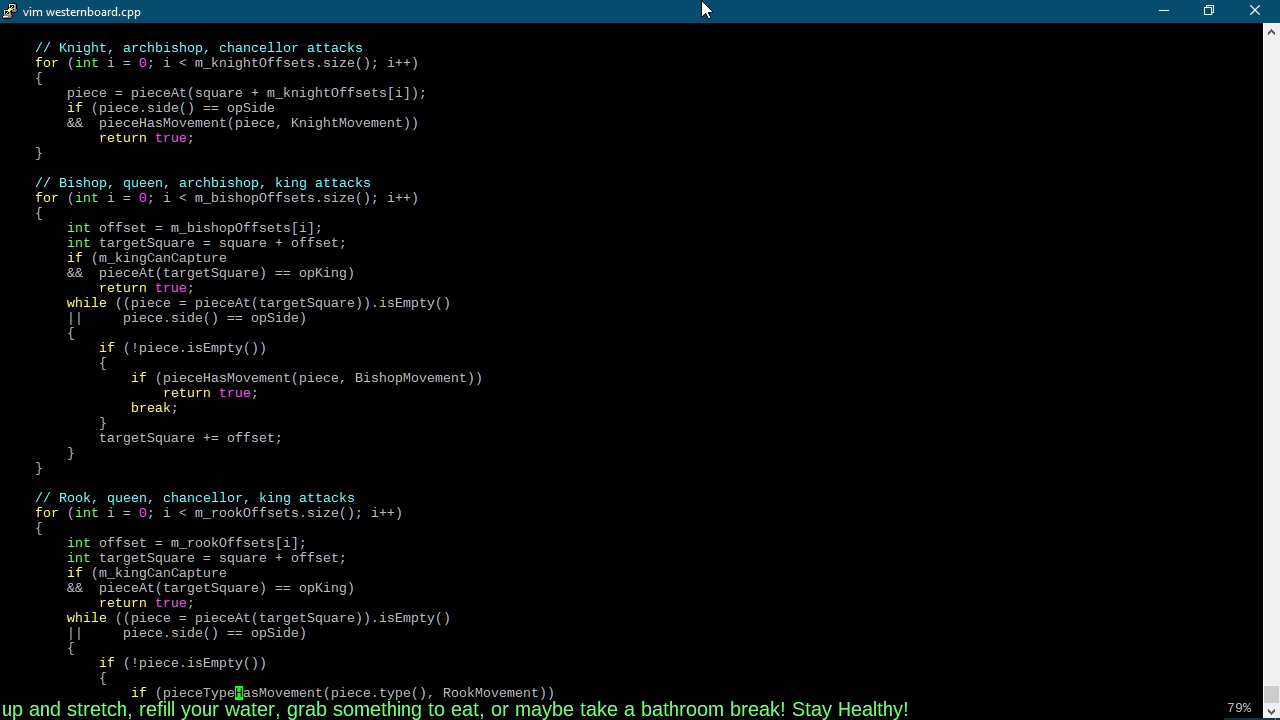 vim westernboard.cpp
// Knight, archbishop, chancellor attacks
for (int i = 0; i < m_knightOffsets.size(); i++)
{
piece = pieceAt(square + m_knightOffsets[i]);
if (piece.side() == opSide
&& pieceHasMovement(piece, KnightMovement))
return true;
}
// Bishop, queen, archbishop, king attacks
for (int i = 0; i < m_bishopOffsets.size(); i++)
{
int offset = m_bishopOffsets[i];
int targetSquare = square + offset;
if (m_kingCanCapture
&& pieceAt(targetSquare) == opKing)
return true;
while ((piece = pieceAt(targetSquare)).isEmpty()
|| piece.side() == opSide)
{
if (!piece.isEmpty())
{
if (pieceHasMovement(piece, BishopMovement))
return true;
break;
}
targetSquare += offset;
}
}
// Rook, queen, chancellor, king attacks
for (int i = 0; i < m_rookOffsets.size(); i++)
{
int offset = m_rookOffsets[i];
int targetSquare = square + offset;
if (m_kingCanCapture
&& pieceAt(targetSquare) == opKing)
return true;
while ((piece = pieceAt(targetSquare)).isEmpty()
|| piece.side() == opSide)
{
if (!piece.isEmpty())
{
if (pieceTypeHasMovement(piece.type(), RookMovement))
up and stretch, refill your water, grab something to eat, or maybe take a bathroom break! Stay Healthy!
79%